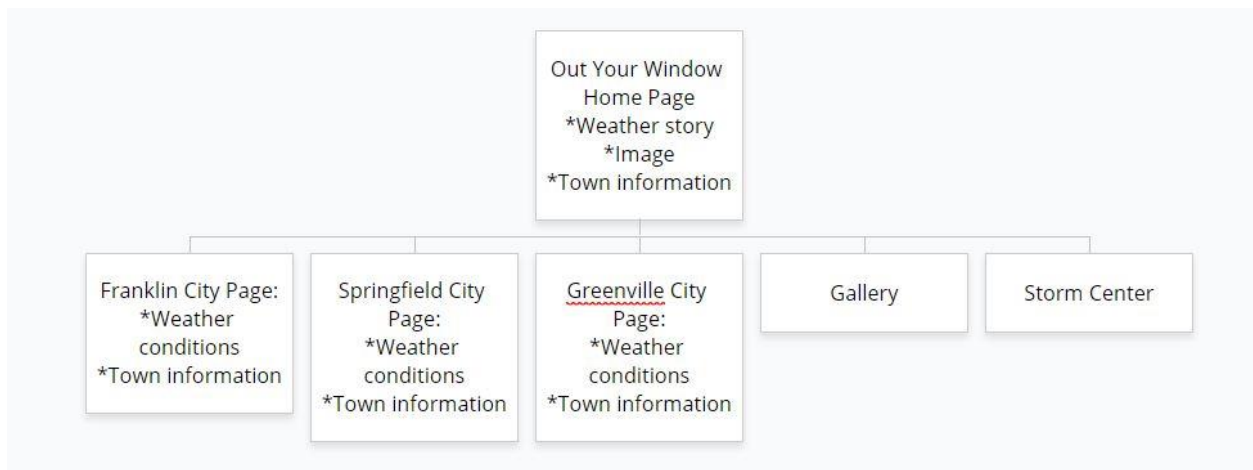 Out Your Window
Home Page
*Weather story
*Image
*Town information
Franklin City Page:
*Weather
conditions
*Town information
Springfield City
Page:
*Weather
conditions
*Town information
Greenville City
Page:
*Weather
conditions
*Town information
Gallery
Storm Center